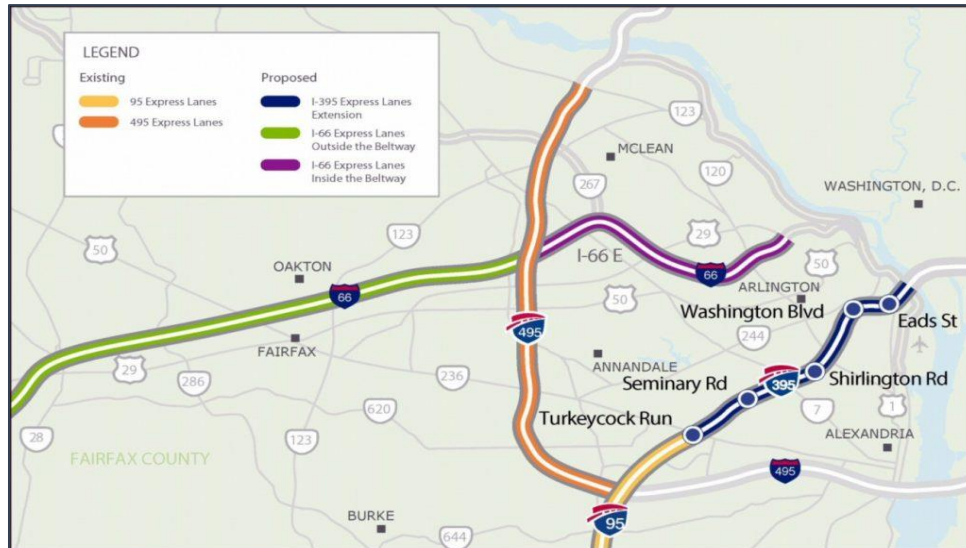 LEGEND
Existing
95 Express Lanes
495 Express Lanes
Proposed
I-395 Express Lanes
Extension
I-66 Express Lanes
Outside the Beltway
I-66 Express Lanes
Inside the Beltway
123
MCLEAN
120
WASHINGTON, D.C.
267
29
123
50
I-66 E
50
OAKTON
66
66
50
ARLINGTON
Washington Blvd
Eads St
495
244
FAIRFAX
ANNANDALE
29
286
236
Seminary Rd
395
Shirlington Rd
620
Turkeycock Run
7
1
28
123
ALEXANDRIA
FAIRFAX COUNTY
495
BURKE
95
644